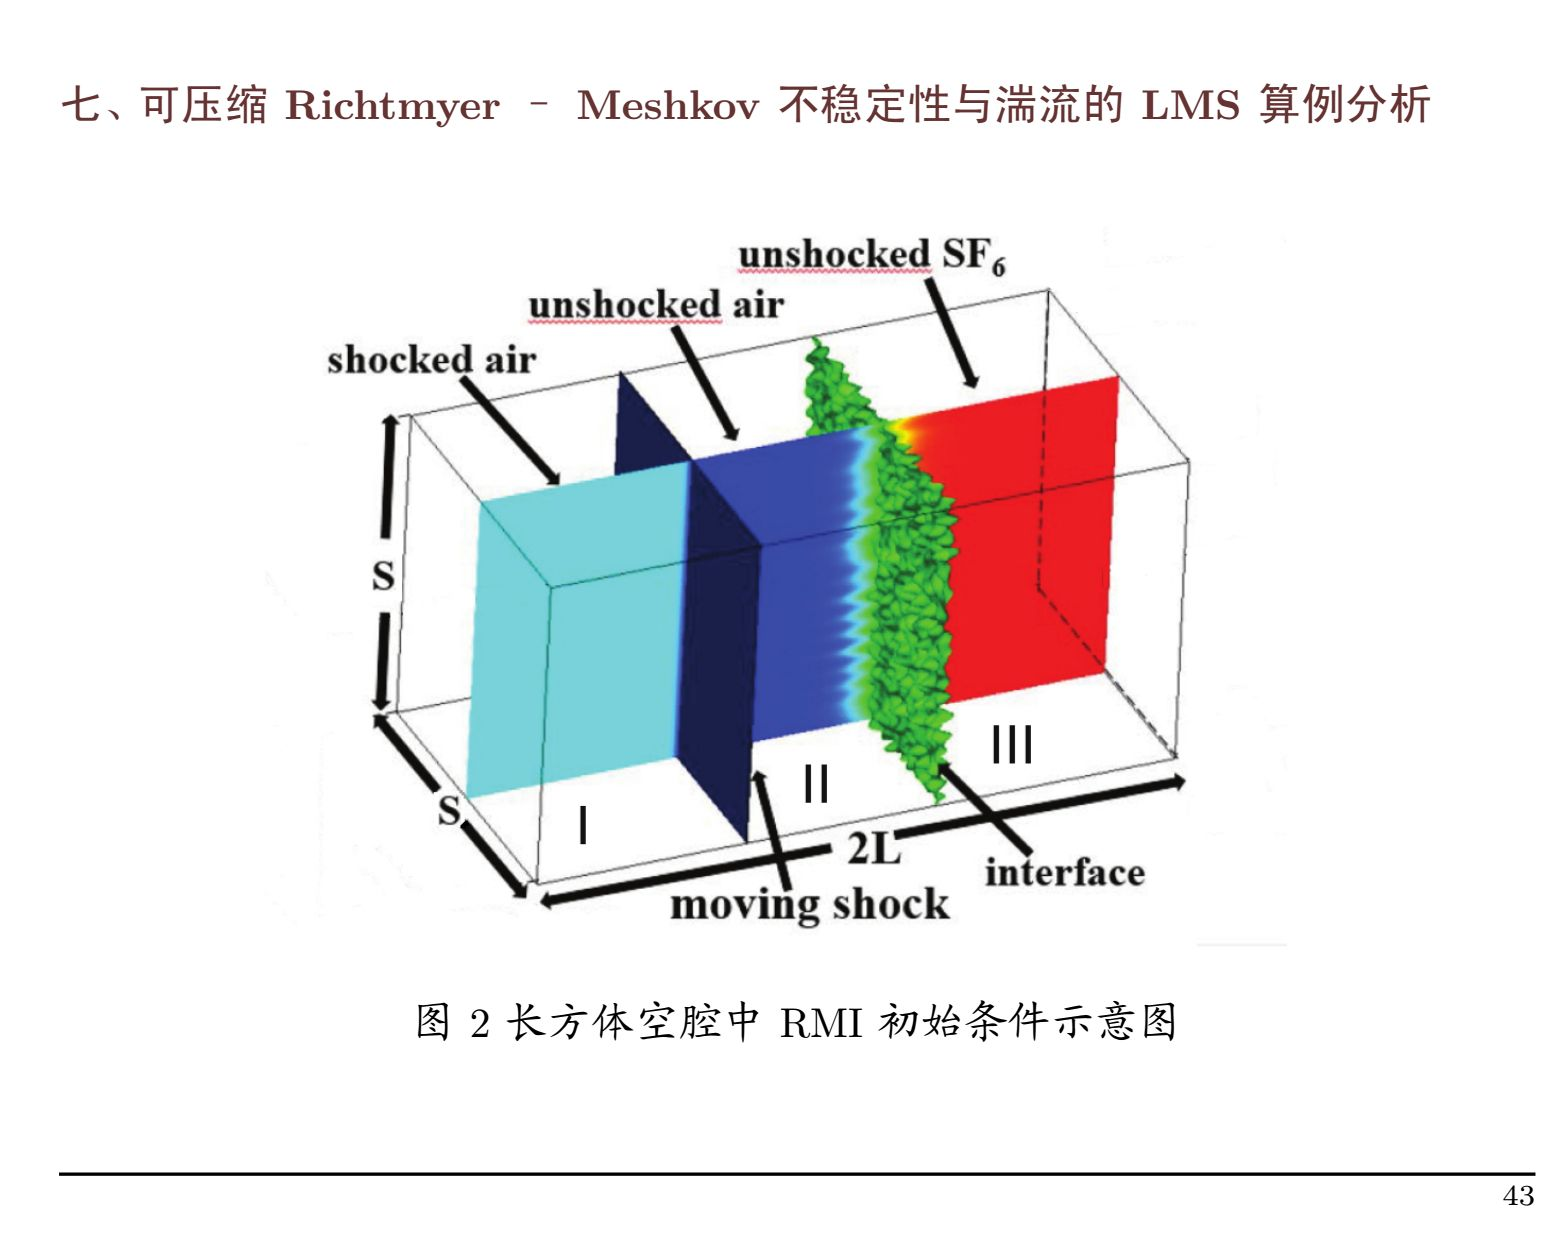 七、可压缩 Richtmyer – Meshkov 不稳定性与湍流的 LMS 算例分析
unshocked SF6
unshocked air
shocked air
S
S
I
II
III
2L
interface
moving shock
图 2 长方体空腔中 RMI 初始条件示意图
43